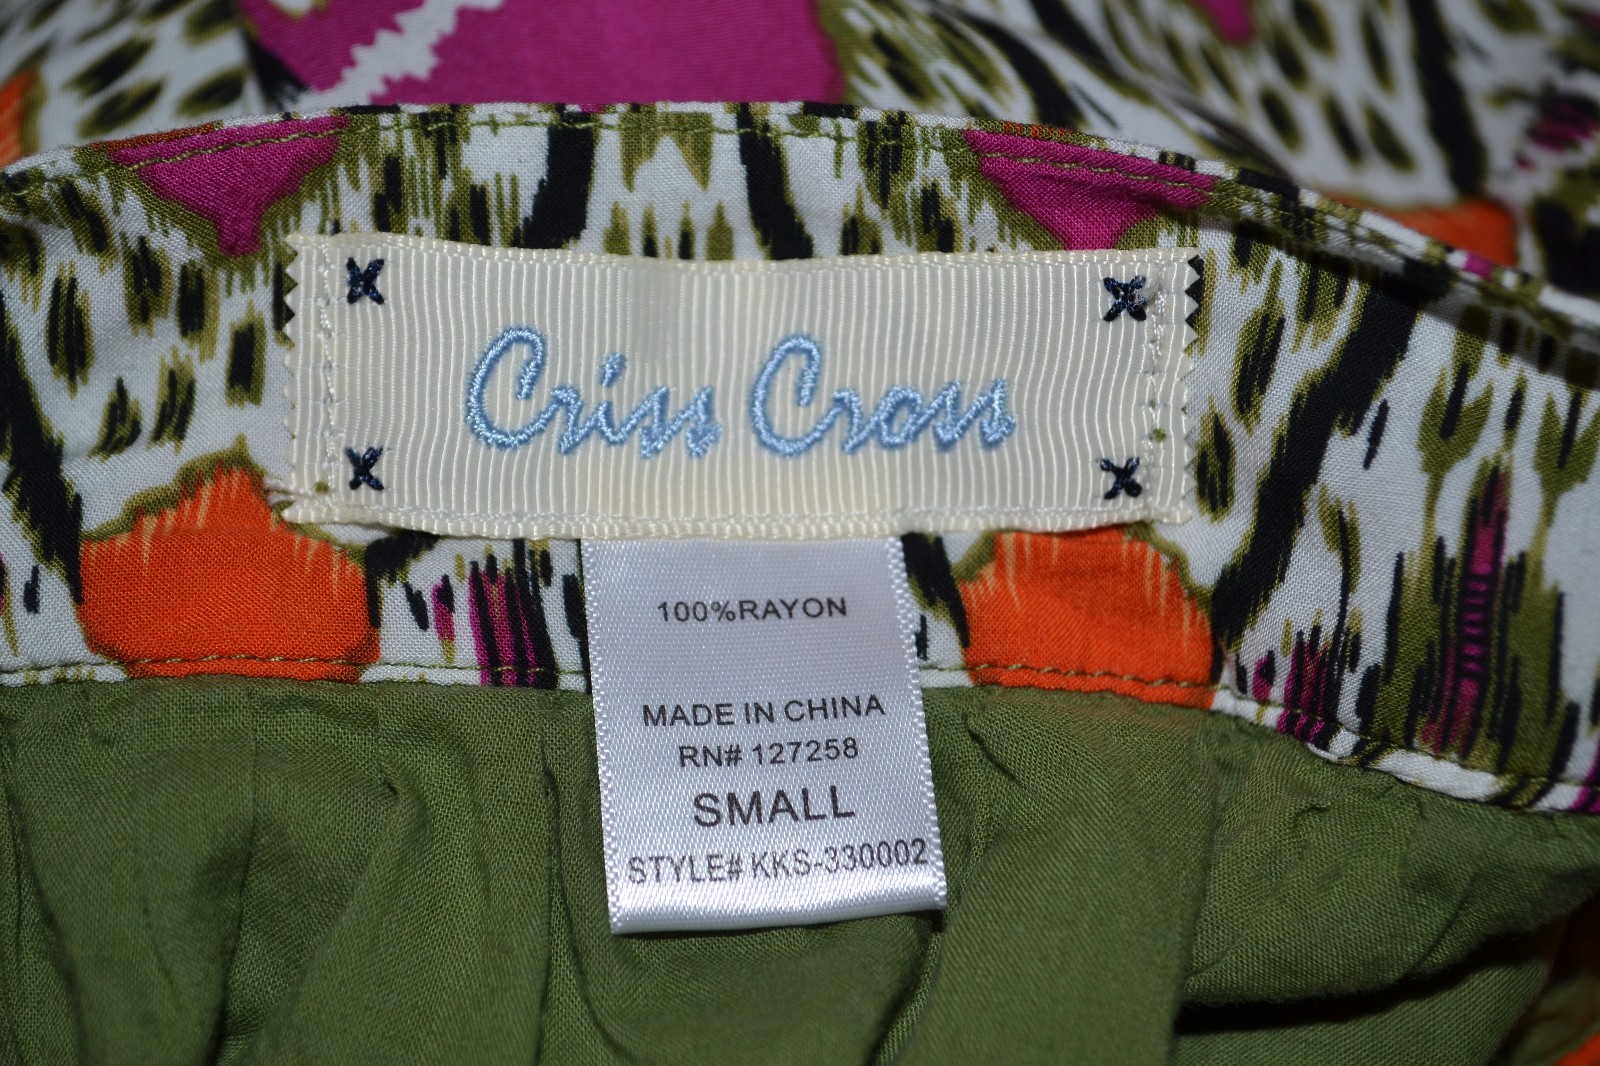 Criss Cross
100%RAYON
MADE IN CHINA
RN# 127258
SMALL
STYLE# KKS-330002